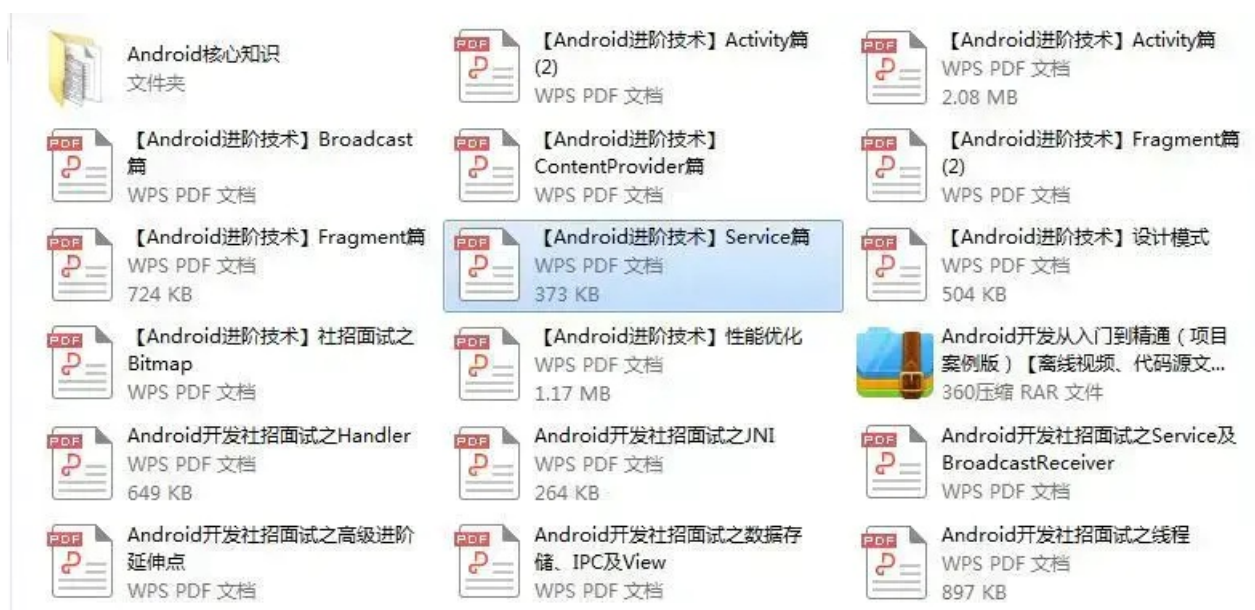 Android核心知识
文件夹
PDF
【Android进阶技术】Activity篇
(2)
WPS PDF 文档
PDF
【Android进阶技术】Activity篇
WPS PDF 文档
2.08 MB
PDF
【Android进阶技术】Broadcast
篇
WPS PDF 文档
PDF
【Android进阶技术】
ContentProvider篇
WPS PDF 文档
PDF
【Android进阶技术】Fragment篇
(2)
WPS PDF 文档
PDF
【Android进阶技术】Fragment篇
WPS PDF 文档
724 KB
PDF
【Android进阶技术】Service篇
WPS PDF 文档
373 KB
PDF
【Android进阶技术】设计模式
WPS PDF 文档
504 KB
PDF
【Android进阶技术】社招面试之
Bitmap
WPS PDF 文档
PDF
【Android进阶技术】性能优化
WPS PDF 文档
1.17 MB
Android开发从入门到精通（项目
案例版）【离线视频、代码源文...
360压缩 RAR 文件
PDF
Android开发社招面试之Handler
WPS PDF 文档
649 KB
PDF
Android开发社招面试之JNI
WPS PDF 文档
264 KB
PDF
Android开发社招面试之Service及
BroadcastReceiver
WPS PDF 文档
PDF
Android开发社招面试之高级进阶
延伸点
WPS PDF 文档
PDF
Android开发社招面试之数据存
储、IPC及View
WPS PDF 文档
PDF
Android开发社招面试之线程
WPS PDF 文档
897 KB